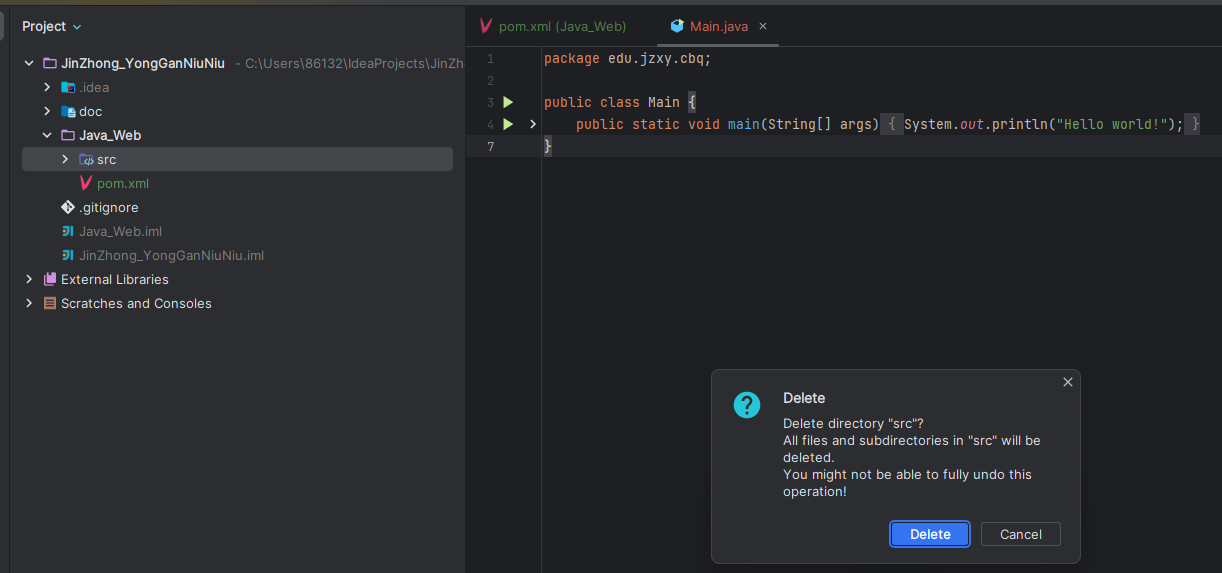 Project
pom.xml (Java_Web)
Main.java
JinZhong_YongGanNiuNiu - C:\Users\86132\IdeaProjects\JinZh
.idea
doc
Java_Web
src
pom.xml
.gitignore
Java_Web.iml
JinZhong_YongGanNiuNiu.iml
External Libraries
Scratches and Consoles
1 package edu.jzxy.cbq;
2
3 public class Main {
4 public static void main(String[] args) { System.out.println("Hello world!"); }
7 }
Delete
Delete directory "src"?
All files and subdirectories in "src" will be
deleted.
You might not be able to fully undo this
operation!
Delete
Cancel